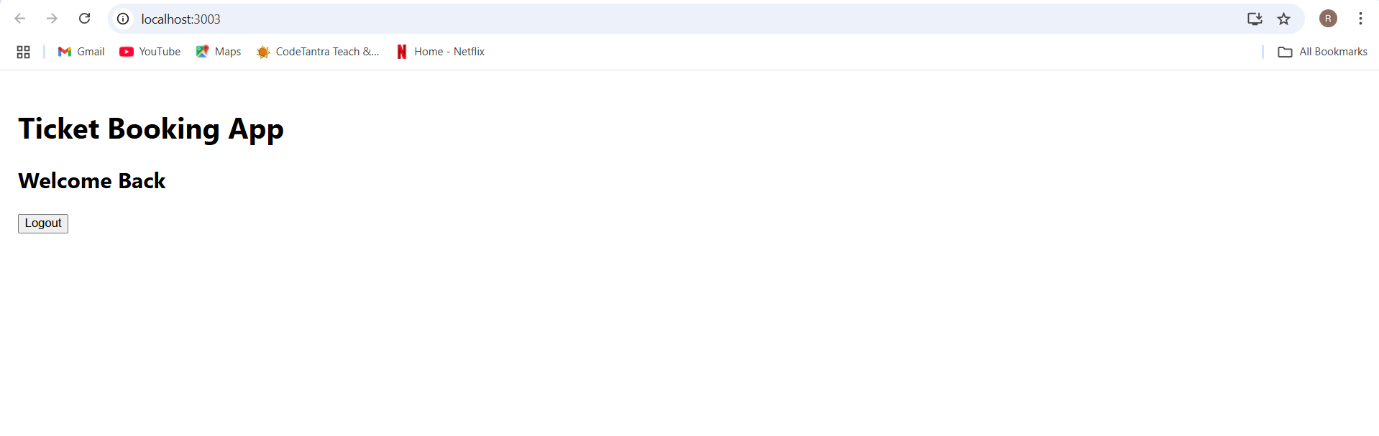 localhost:3003
R
Gmail YouTube Maps CodeTantra Teach &... Home - Netflix All Bookmarks
Ticket Booking App
Welcome Back
Logout